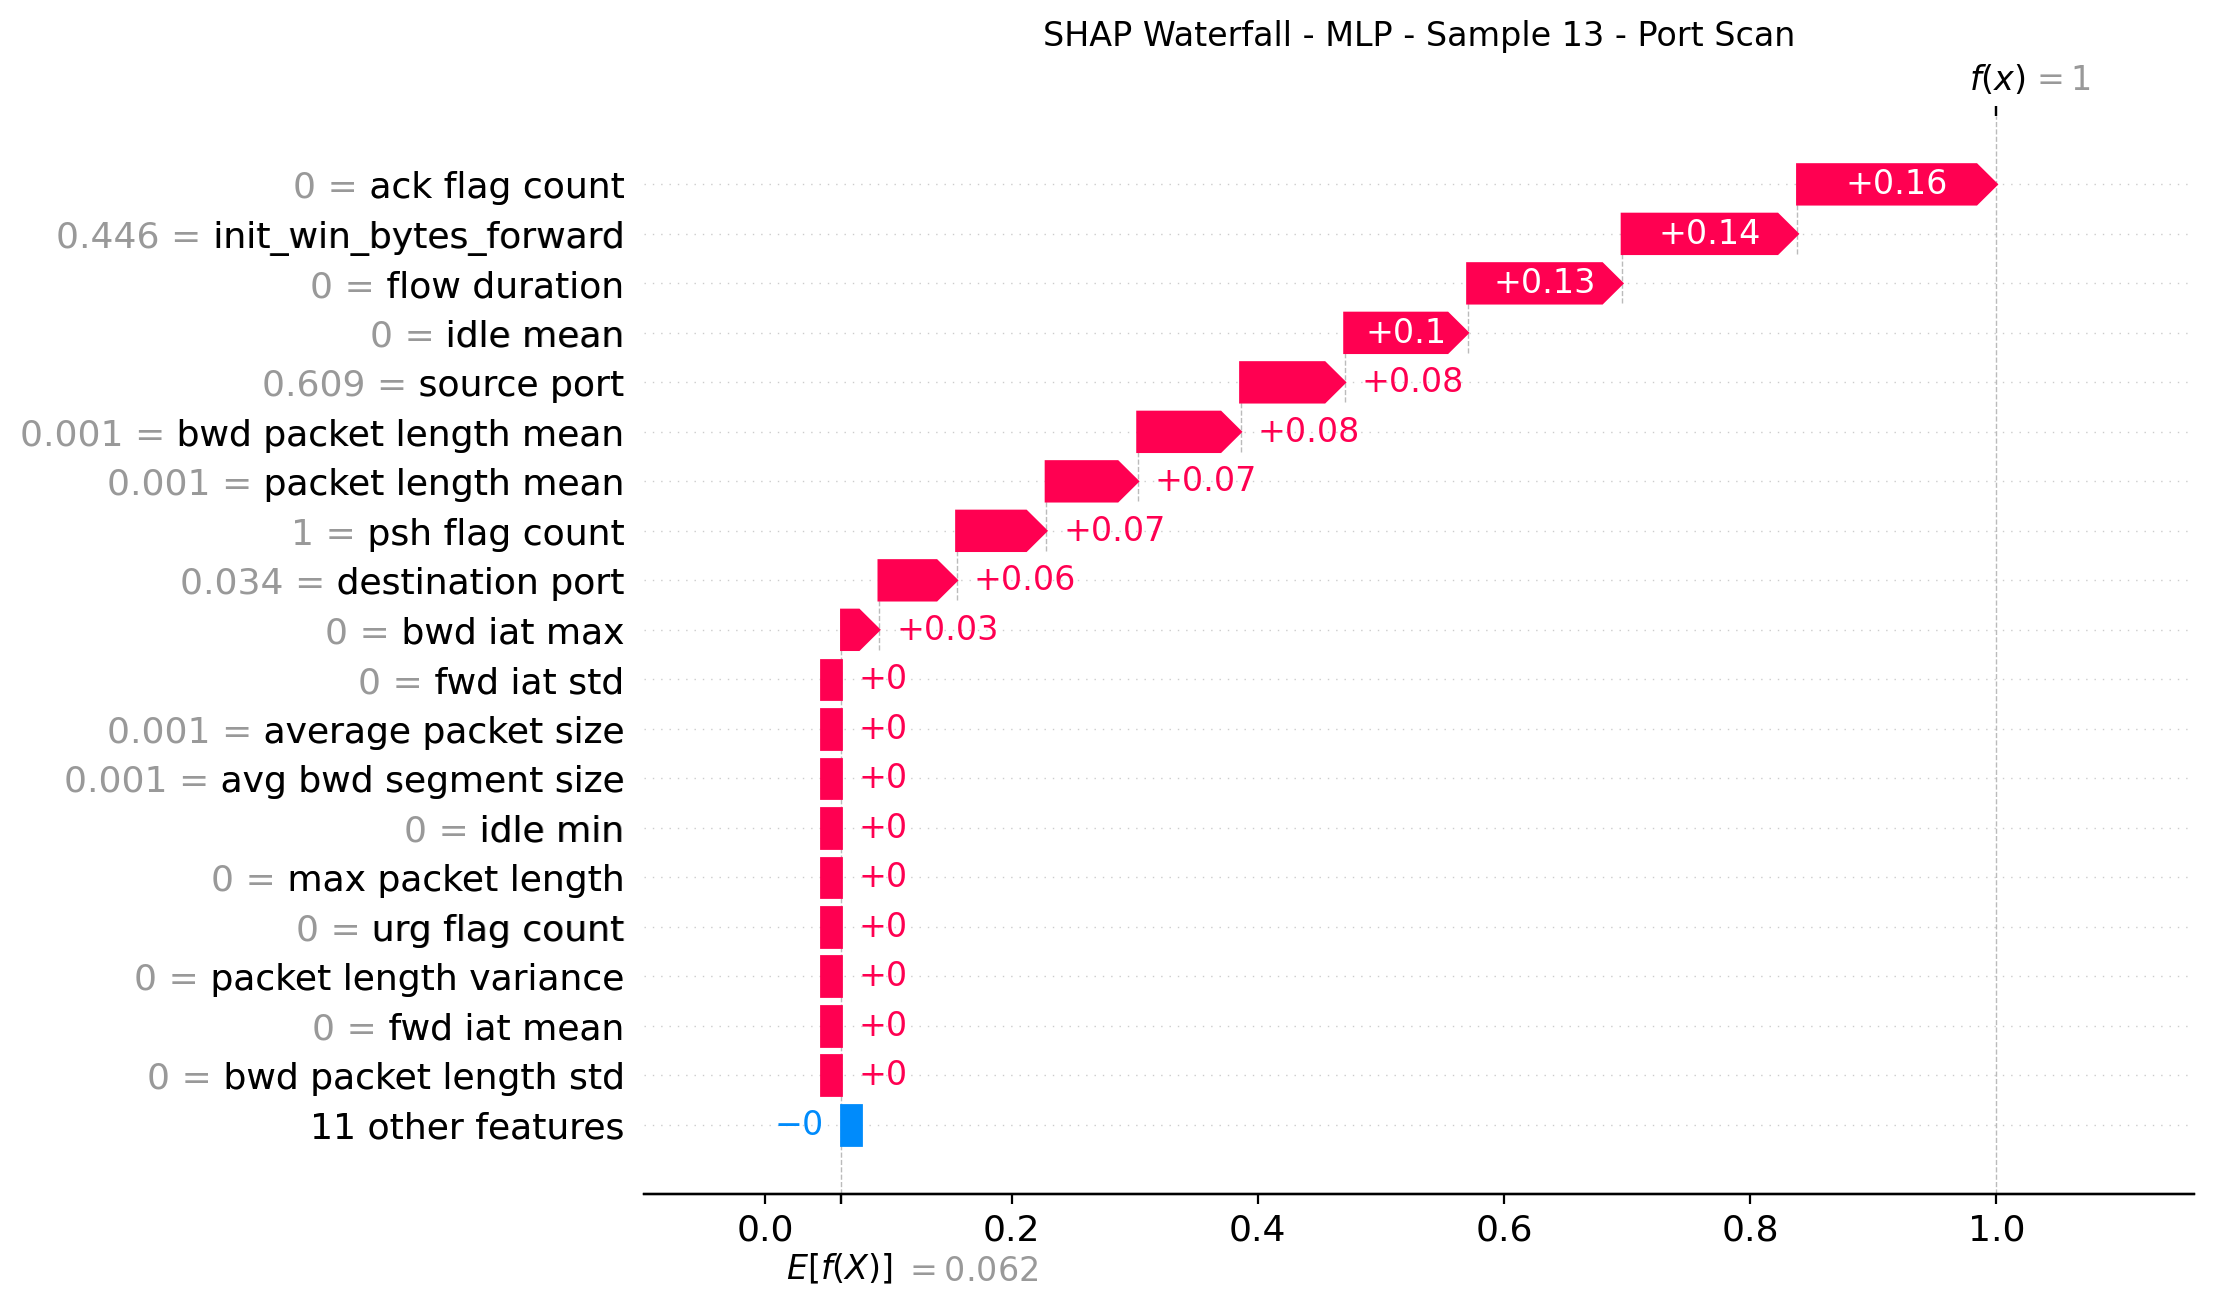 SHAP Waterfall - MLP - Sample 13 - Port Scan
f(x) = 1
0 = ack flag count +0.16
0.446 = init_win_bytes_forward +0.14
0 = flow duration +0.13
0 = idle mean +0.1
0.609 = source port +0.08
0.001 = bwd packet length mean +0.08
0.001 = packet length mean +0.07
1 = psh flag count +0.07
0.034 = destination port +0.06
0 = bwd iat max +0.03
0 = fwd iat std +0
0.001 = average packet size +0
0.001 = avg bwd segment size +0
0 = idle min +0
0 = max packet length +0
0 = urg flag count +0
0 = packet length variance +0
0 = fwd iat mean +0
0 = bwd packet length std +0
11 other features −0
0.0 0.2 0.4 0.6 0.8 1.0
E[f(X)] = 0.062